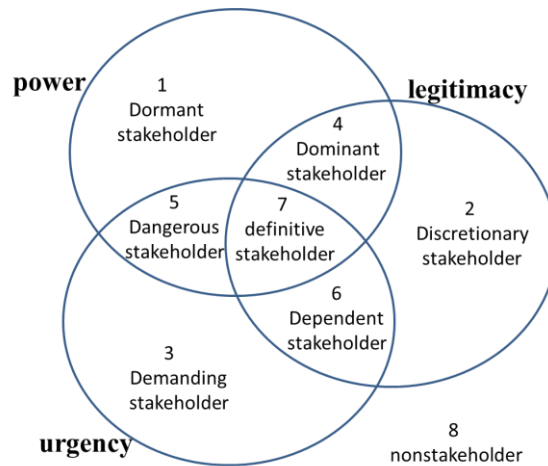 power
1
Dormant
stakeholder
legitimacy
4
Dominant
stakeholder
5
Dangerous
stakeholder
7
definitive
stakeholder
2
Discretionary
stakeholder
6
Dependent
stakeholder
3
Demanding
stakeholder
urgency
8
nonstakeholder